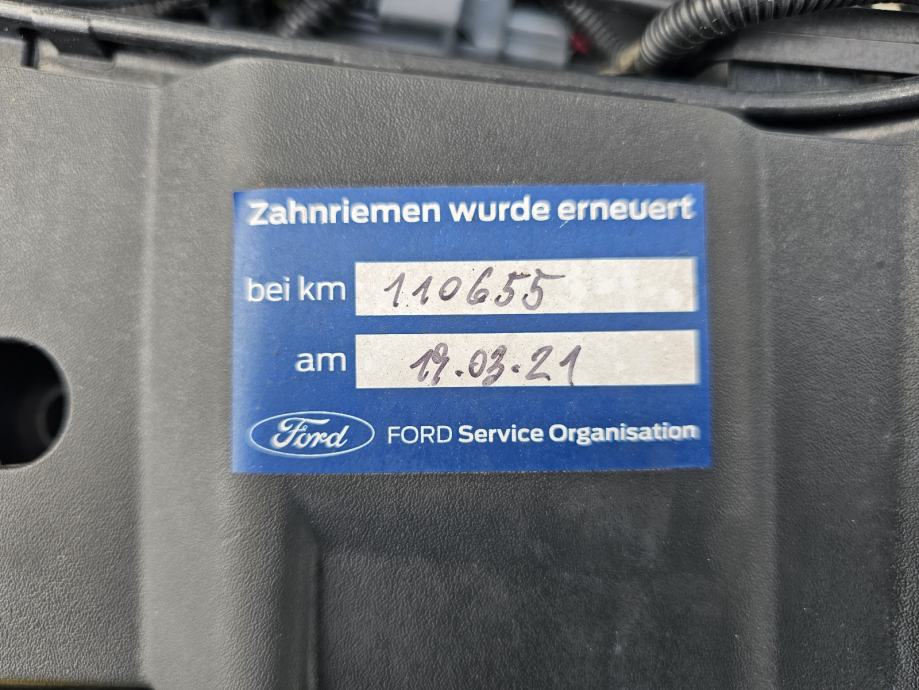 Zahnriemen wurde erneuert
bei km 110655
am 19.03.21
Ford FORD Service Organisation